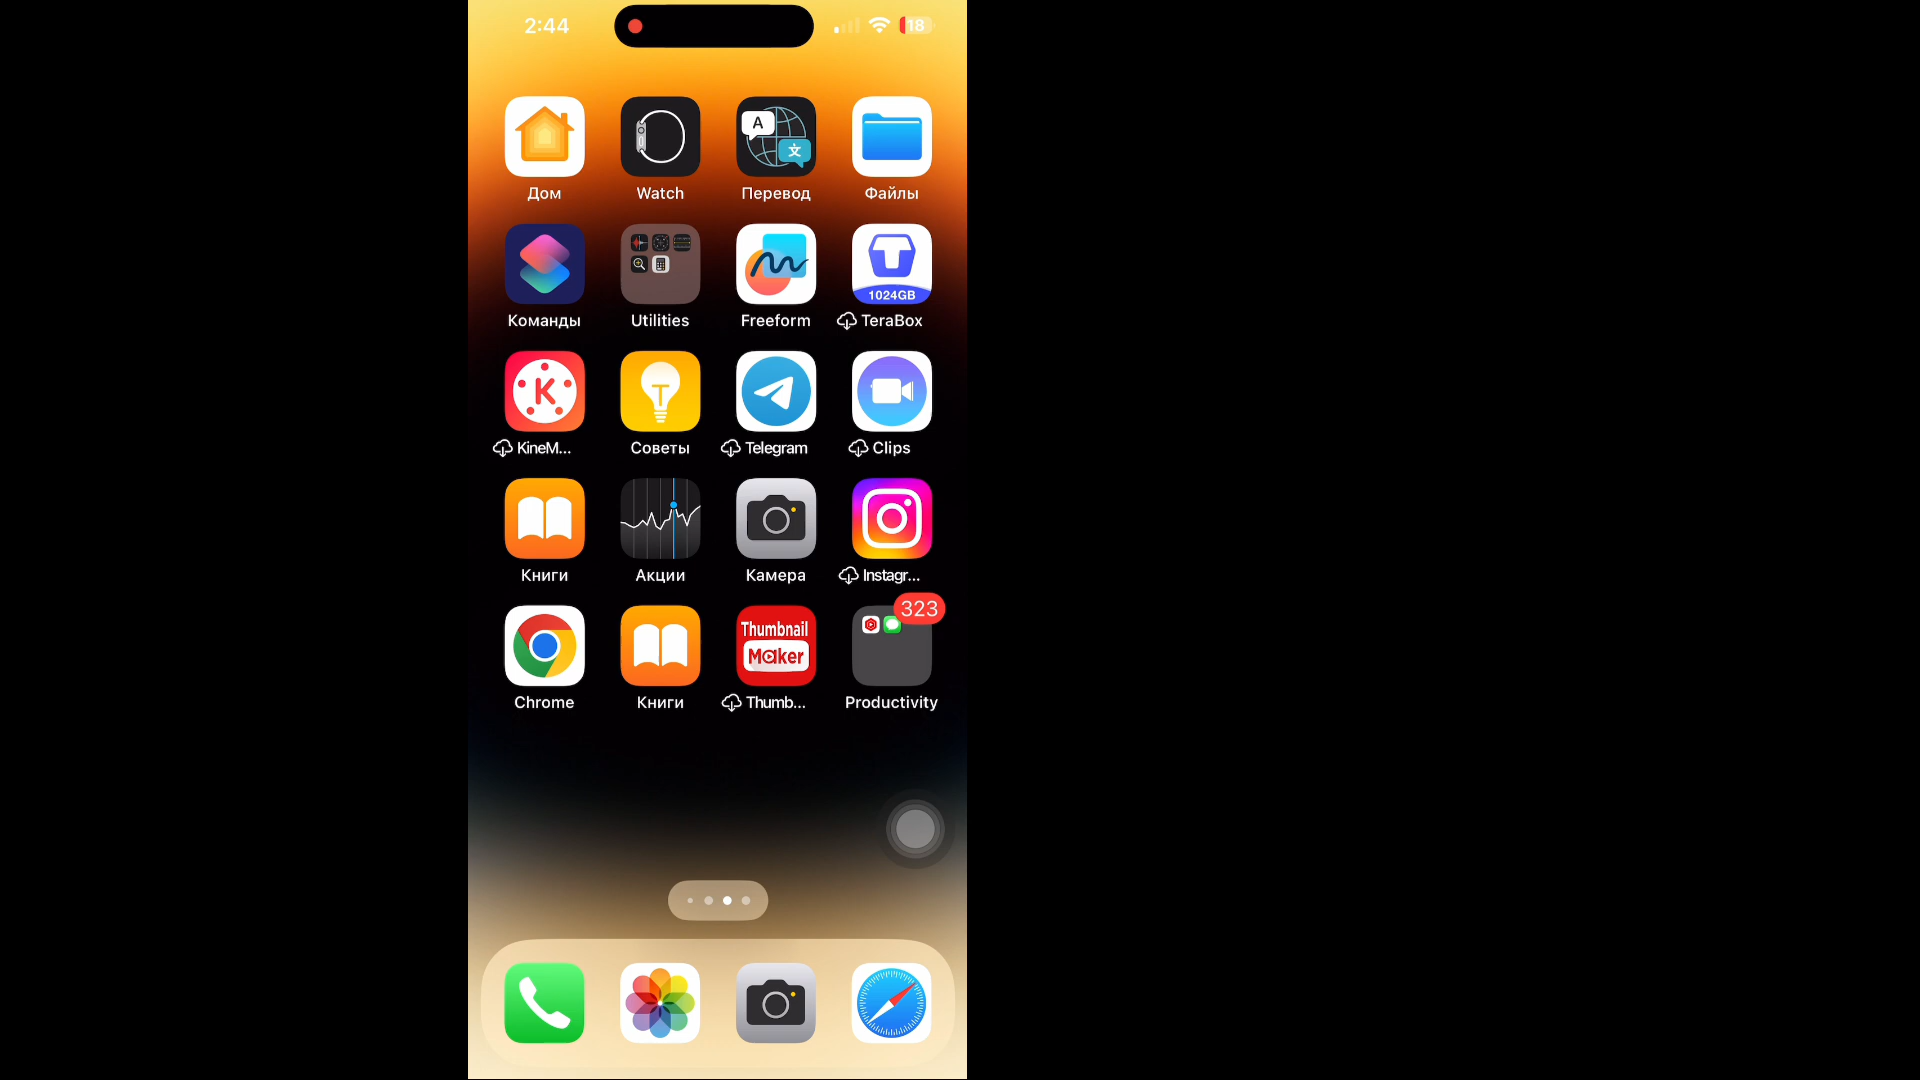 2:44
18
A
文
Дом
Watch
Перевод
Файлы
1024GB
Команды
Utilities
Freeform
TeraBox
K
KineM...
Советы
Telegram
Clips
Книги
Акции
Камера
Instagr...
323
Thumbnail
Maker
Chrome
Книги
Thumb...
Productivity